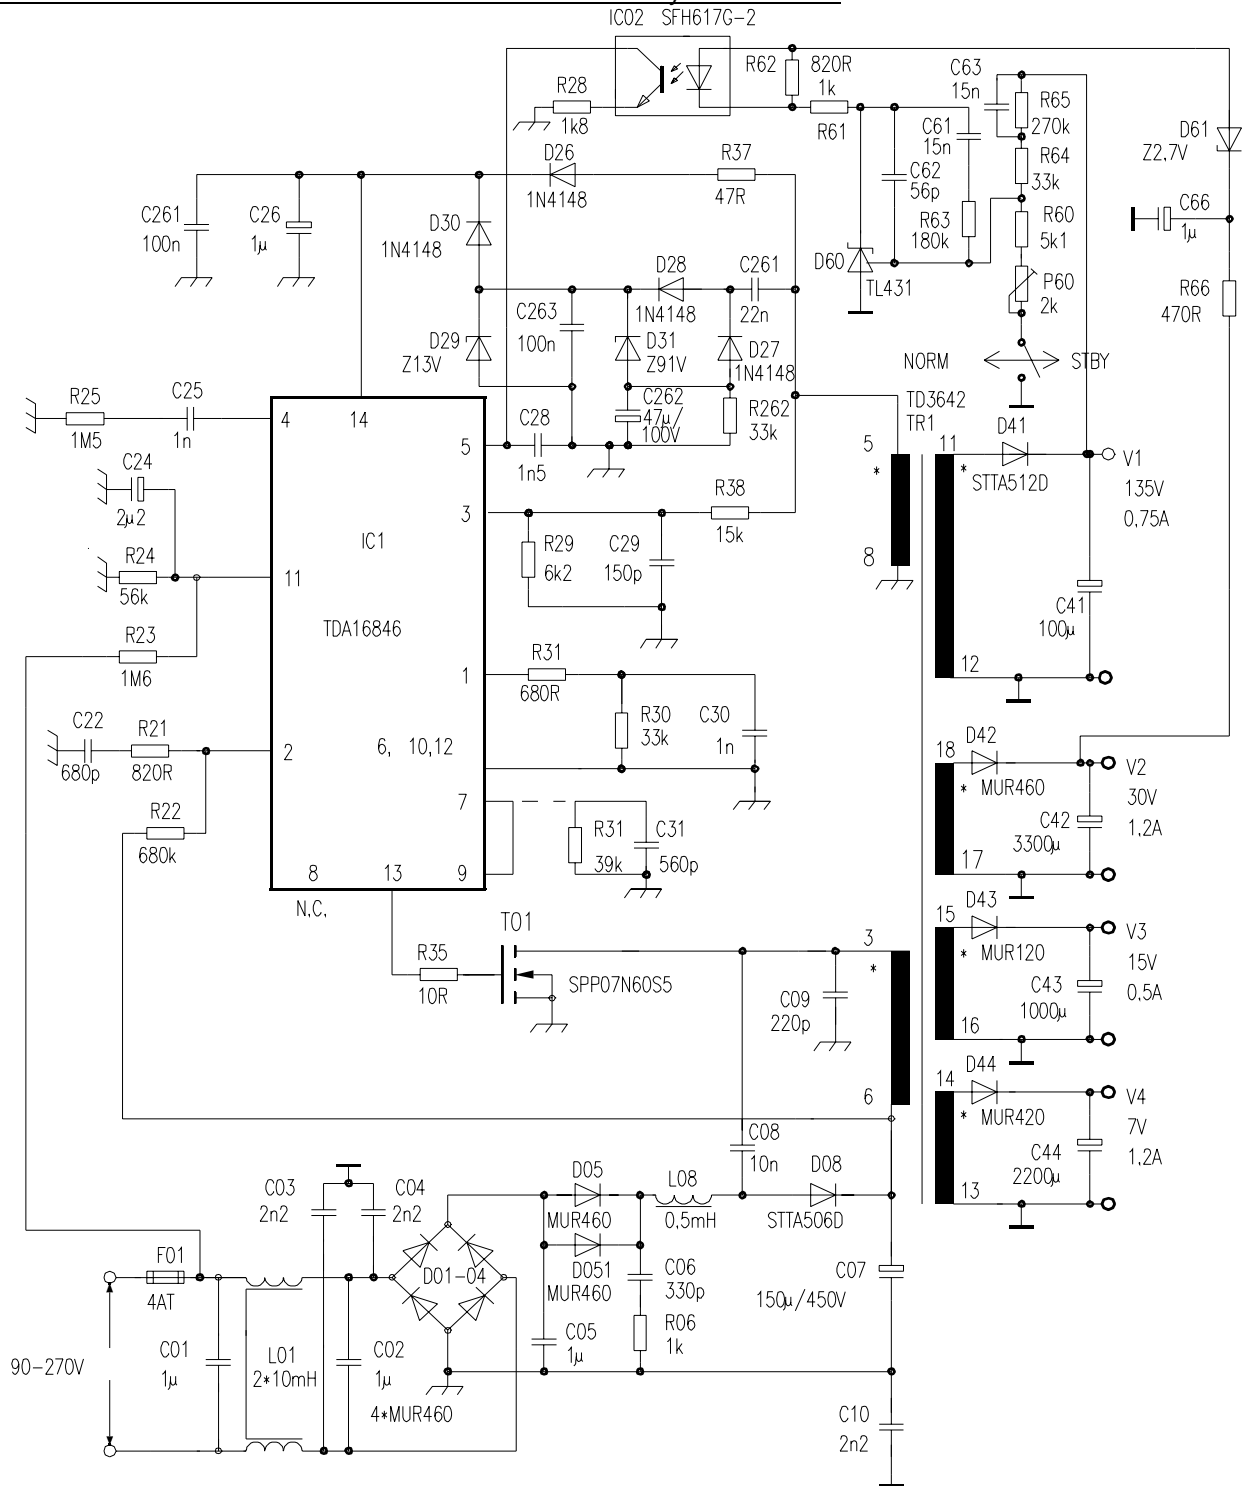 IC02 SFH617G-2
R62
820R
1k
R61
C63
15n
R65
270k
D61
Z2,7V
R28
1k8
C61
15n
R64
33k
D26
1N4148
R37
47R
C62
56p
C66
1µ
C261
100n
C26
1µ
D30
1N4148
R63
180k
R60
5k1
D60
TL431
D28
1N4148
C261
22n
P60
2k
R66
470R
C263
100n
D29
Z13V
D31
Z91V
D27
1N4148
NORM
STBY
R25
1M5
C25
1n
4
14
5
C28
1n5
C262
47µ/
100V
R262
33k
TD3642
TR1
5
*
8
11
*
D41
STTA512D
V1
135V
0,75A
C24
2µ2
R24
56k
11
IC1
TDA16846
3
R38
15k
R29
6k2
C29
150p
C41
100µ
12
R23
1M6
1
R31
680R
R30
33k
C30
1n
C22
680p
R21
820R
2
6, 10,12
18
*
D42
MUR460
V2
30V
1,2A
C42
3300µ
17
R22
680k
7
R31
39k
C31
560p
8
13
9
N,C,
T01
SPP07N60S5
R35
10R
3
*
C09
220p
6
15
*
D43
MUR120
V3
15V
0,5A
C43
1000µ
16
14
*
D44
MUR420
V4
7V
1,2A
C44
2200µ
13
C08
10n
C03
2n2
C04
2n2
D05
MUR460
L08
0,5mH
D08
STTA506D
F01
4AT
D01-04
D051
MUR460
C06
330p
C07
150µ/450V
90-270V
C01
1µ
L01
2*10mH
C02
1µ
C05
1µ
R06
1k
4*MUR460
C10
2n2